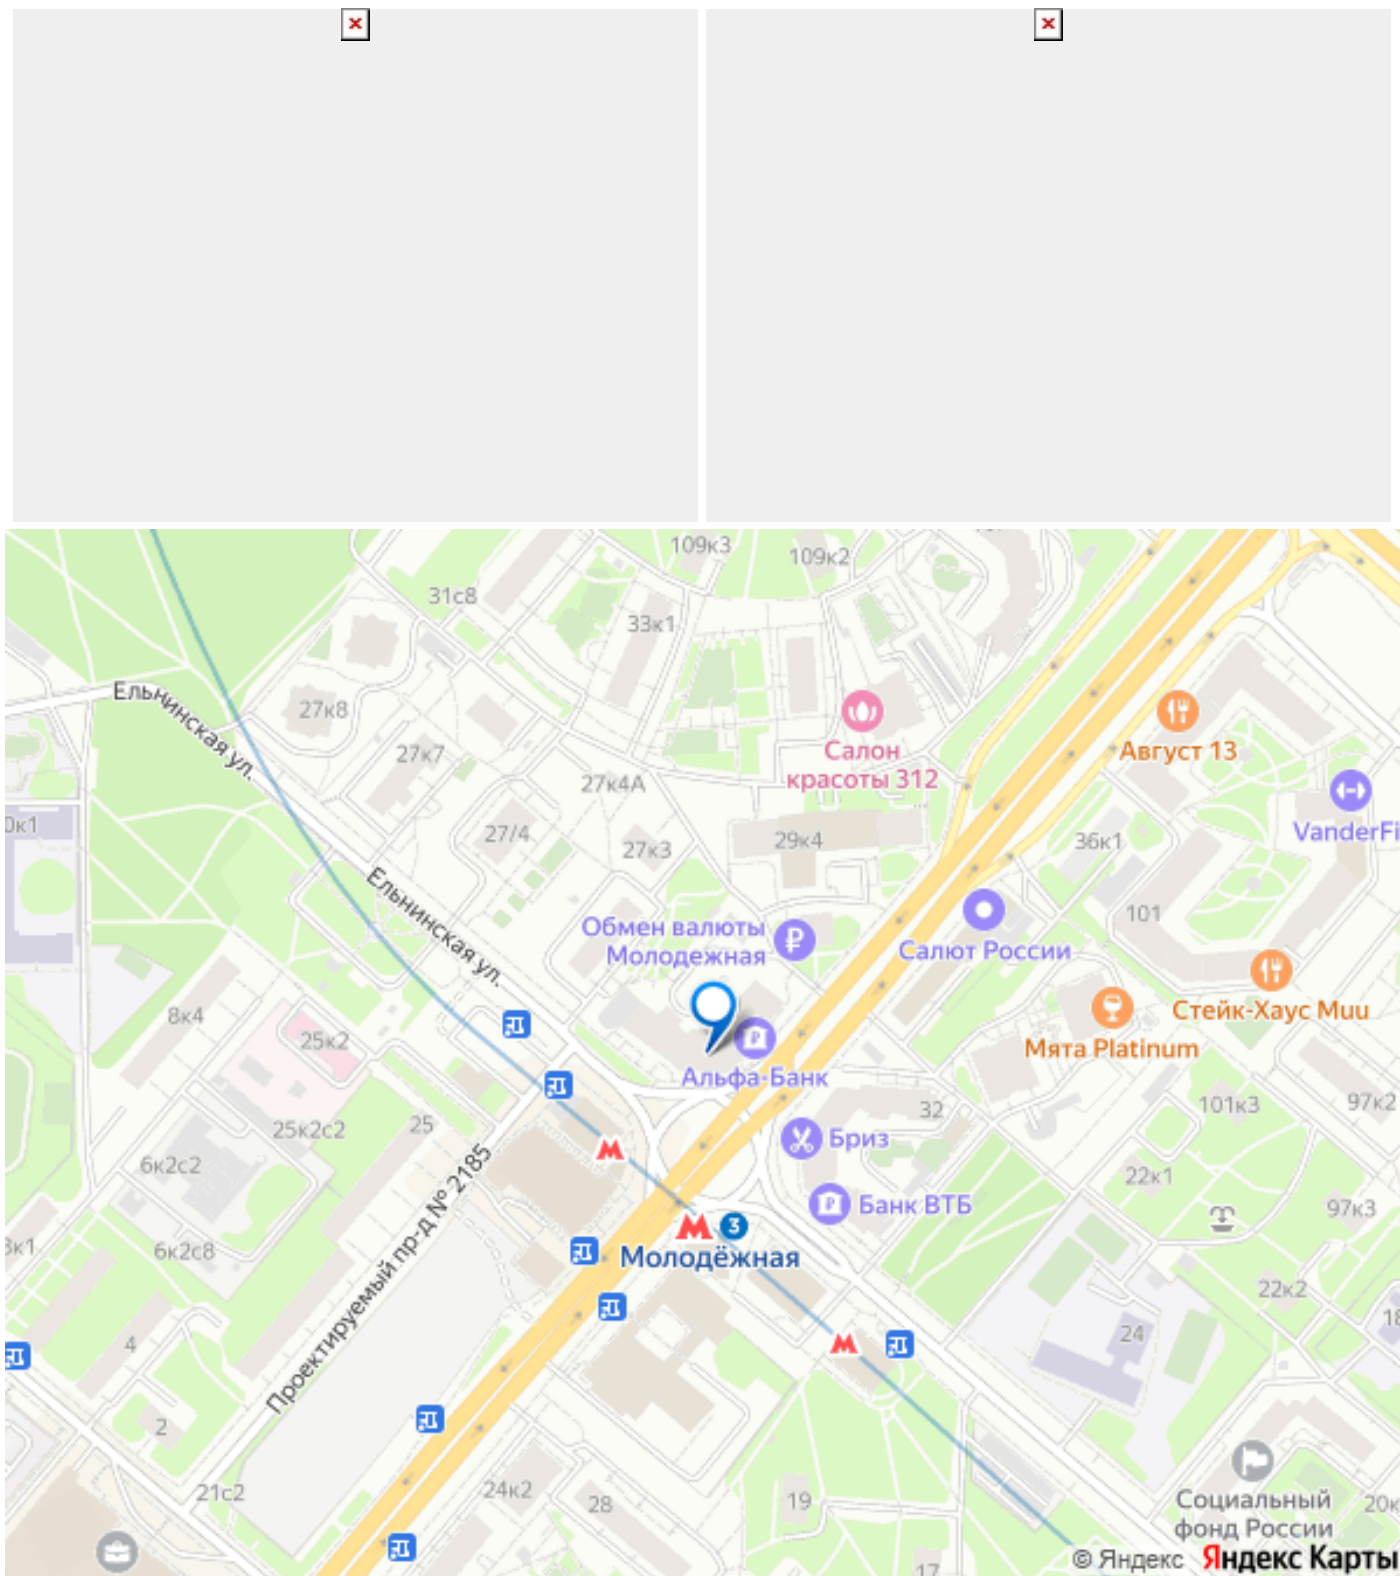 109к3
109к2
31с8
33к1
Ельнинская ул.
27к8
27к7
Салон
красоты 312
Август 13
27к4А
VanderFi
0к1
27/4
27к3
29к4
36к1
Ельнинская ул.
101
Обмен валюты
Молодежная
Салют России
Стейк-Хаус Muu
8к4
25к2
Мята Platinum
Альфа-Банк
25к2с2
25
32
101к3
97к2
Бриз
6к2с2
22к1
Проектируемый пр-д № 2185
Банк ВТБ
97к3
3
Молодёжная
6к2с8
22к2
4
24
2
21с2
24к2
28
19
Социальный
фонд России
17
© Яндекс Яндекс Карты